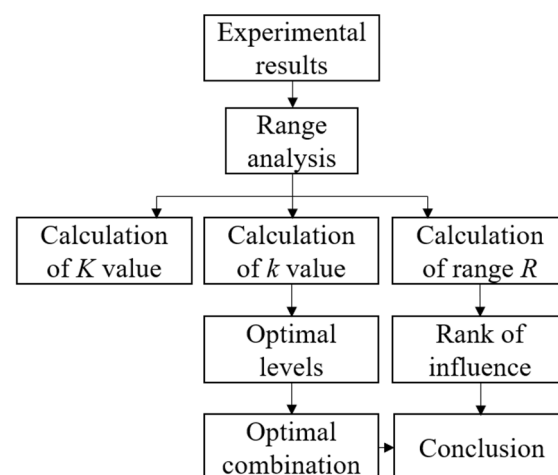 Experimental
results
Range
analysis
Calculation
of K value
Calculation
of k value
Calculation
of range R
Optimal
levels
Rank of
influence
Optimal
combination
Conclusion